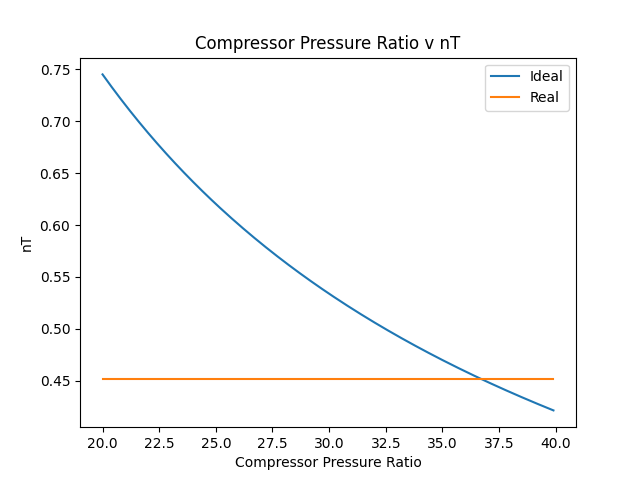 Compressor Pressure Ratio v nT
Ideal
Real
0.75
0.70
0.65
0.60
0.55
0.50
0.45
nT
20.0 22.5 25.0 27.5 30.0 32.5 35.0 37.5 40.0
Compressor Pressure Ratio